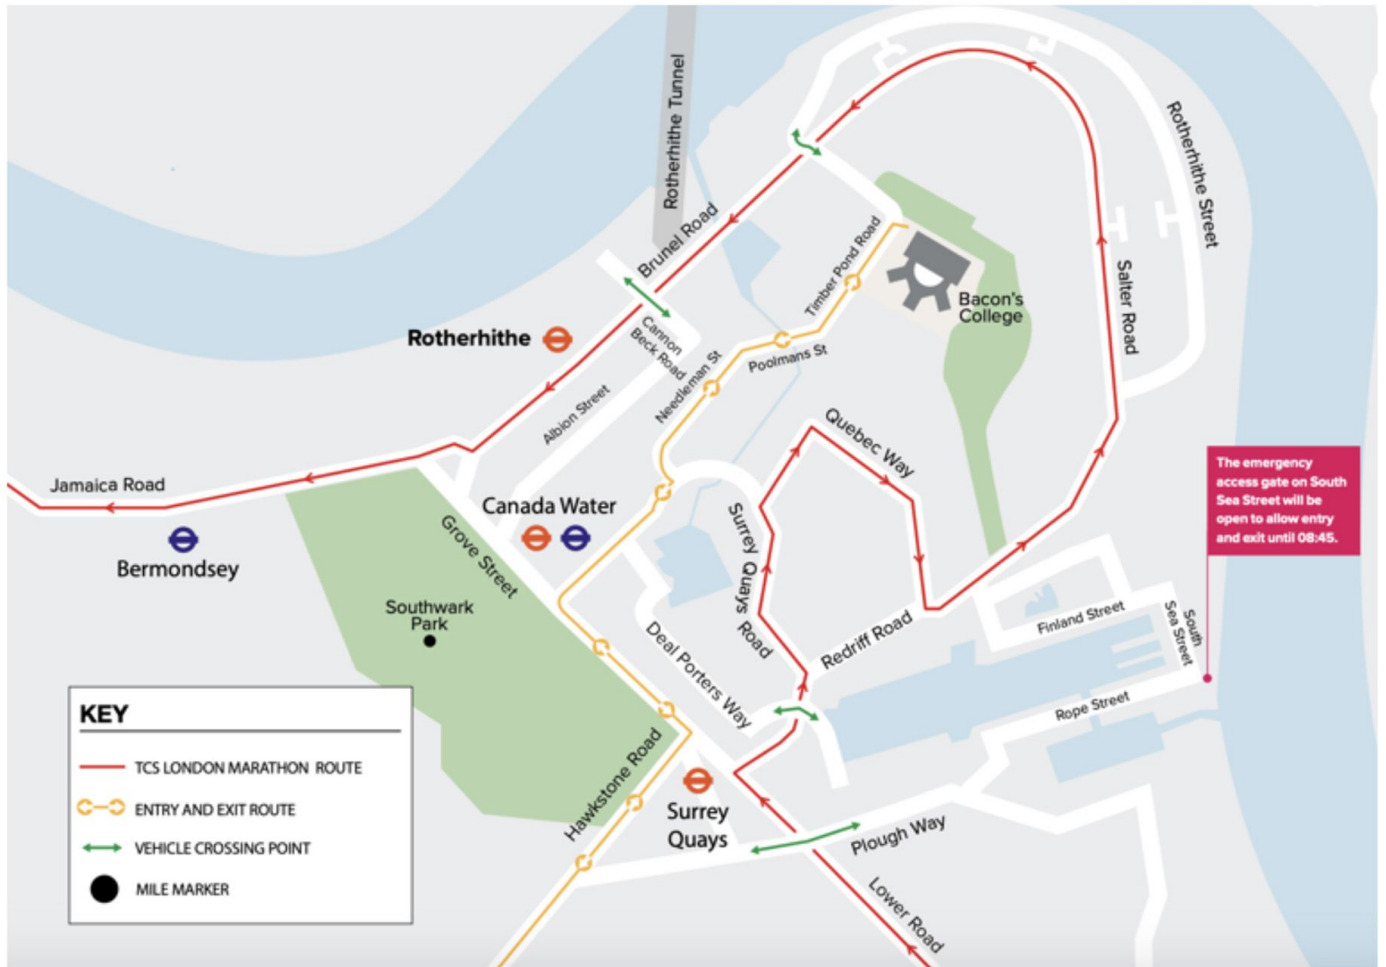 Rotherhithe Tunnel
Rotherhithe Street
Brunel Road
Timber Pond Road
Salter Road
Bacon's
College
Rotherhithe
Cannon
Beck Road
Needleman St
Poolmans St
Albion Street
Quebec Way
The emergency
access gate on South
Sea Street will be
open to allow entry
and exit until 08:45.
Jamaica Road
Canada Water
Bermondsey
Grove Street
Surrey Quays Road
Southwark
Park
Deal Porters Way
Redriff Road
Finland Street
South
Sea Street
Rope Street
Hawkstone Road
Surrey
Quays
Plough Way
Lower Road
KEY
TCS LONDON MARATHON ROUTE
ENTRY AND EXIT ROUTE
VEHICLE CROSSING POINT
MILE MARKER